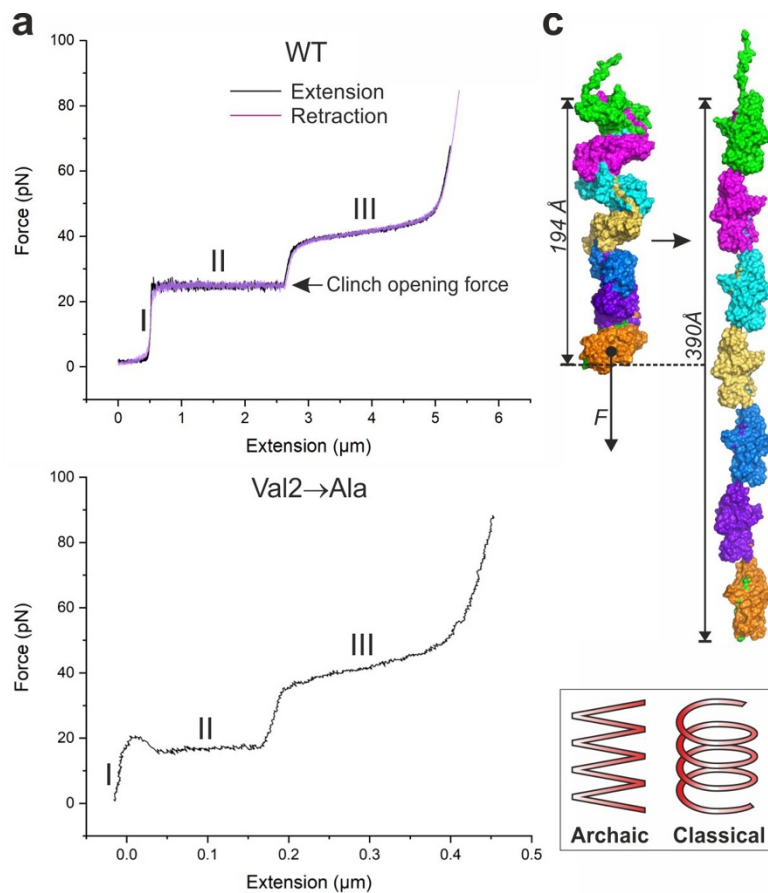 a
WT
Extension
Retraction
100
80
60
40
20
0
Force (pN)
I
II
III
Clinch opening force
0
1
2
3
4
5
6
Extension (µm)
Val2→Ala
100
80
60
40
20
0
Force (pN)
I
II
III
0.0
0.1
0.2
0.3
0.4
0.5
Extension (µm)
c
194 Å
390Å
F
Archaic
Classical